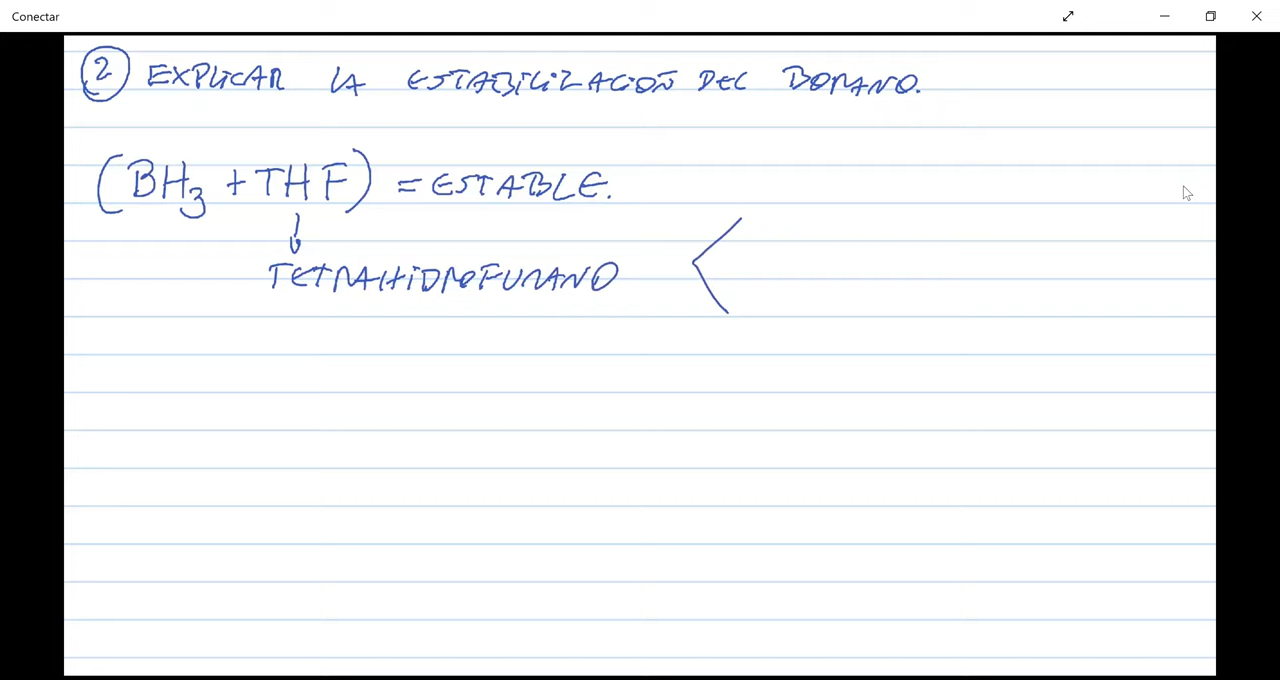 Conectar
2 EXPLICAR LA ESTABILIZACION DEL BORANO.
(BH₃ + THF) = ESTABLE.
TETRAHIDROFURANO